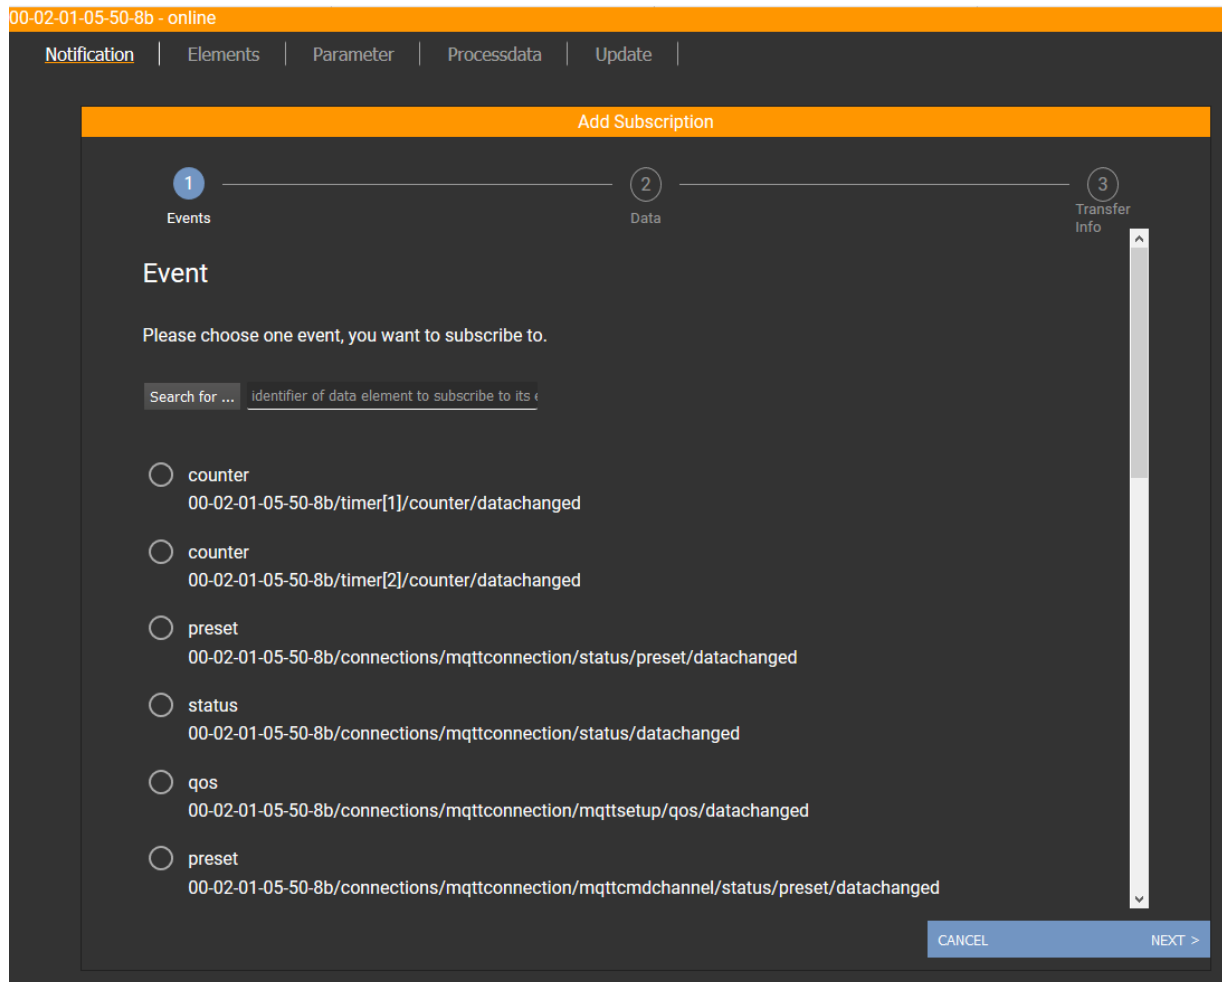 00-02-01-05-50-8b - online
Notification Elements Parameter Processdata Update
Add Subscription
1 2 3
Events Data Transfer
Info
Event
Please choose one event, you want to subscribe to.
Search for ... identifier of data element to subscribe to its
counter
00-02-01-05-50-8b/timer[1]/counter/datachanged
counter
00-02-01-05-50-8b/timer[2]/counter/datachanged
preset
00-02-01-05-50-8b/connections/mqttconnection/status/preset/datachanged
status
00-02-01-05-50-8b/connections/mqttconnection/status/datachanged
qos
00-02-01-05-50-8b/connections/mqttconnection/mqttsetup/qos/datachanged
preset
00-02-01-05-50-8b/connections/mqttconnection/mqttcmdchannel/status/preset/datachanged
CANCEL NEXT >